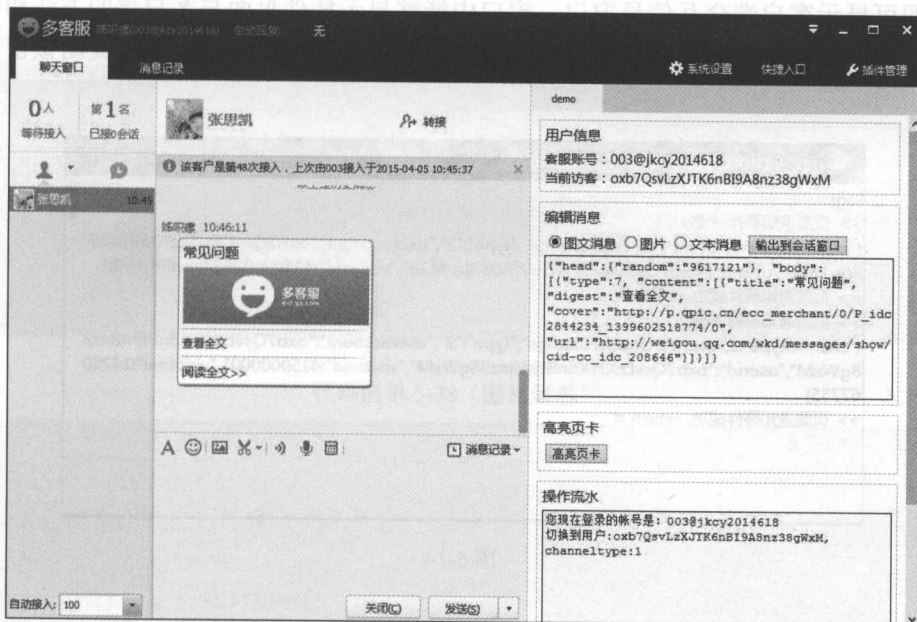 多客服
自动回复:
无
聊天窗口
消息记录
系统设置
快捷入口
插件管理
0人
等待接入
第1名
已接0会话
张思凯
10:45
张思凯
转接
该客户是第48次接入，上次由003接入于2015-04-05 10:45:37
10:46:11
常见问题
多客服
查看全文
阅读全文>>
消息记录
自动接入: 100
关闭(C)
发送(S)
demo
用户信息
客服账号：003@jkcy2014618
当前访客：oxb7QsvLzXJTK6nBI9A8nz38gWxM
编辑消息
图文消息 图片 文本消息 输出到会话窗口
{"head":{"random":"9617121"}, "body":
[{"type":7, "content":[{"title":"常见问题",
"digest":"查看全文",
"cover":"http://p.qpic.cn/ecc_merchant/0/P_idc
2844234_1399602518774/0",
"url":"http://weigou.qq.com/wkd/messages/show/
cid-cc_idc_208646"}]}]}
高亮页卡
高亮页卡
操作流水
您现在登录的帐号是: 003@jkcy2014618
切换到用户:oxb7QsvLzXJTK6nBI9A8nz38gWxM,
channeltype:1